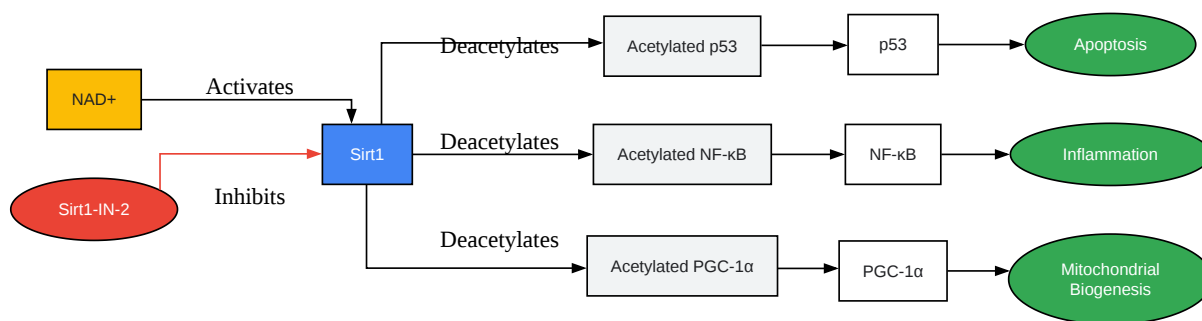 Deacetylates
Acetylated p53
p53
Apoptosis
NAD+
Activates
Sirt1
Deacetylates
Acetylated NF-κB
NF-κB
Inflammation
Sirt1-IN-2
Inhibits
Deacetylates
Acetylated PGC-1α
PGC-1α
Mitochondrial
Biogenesis